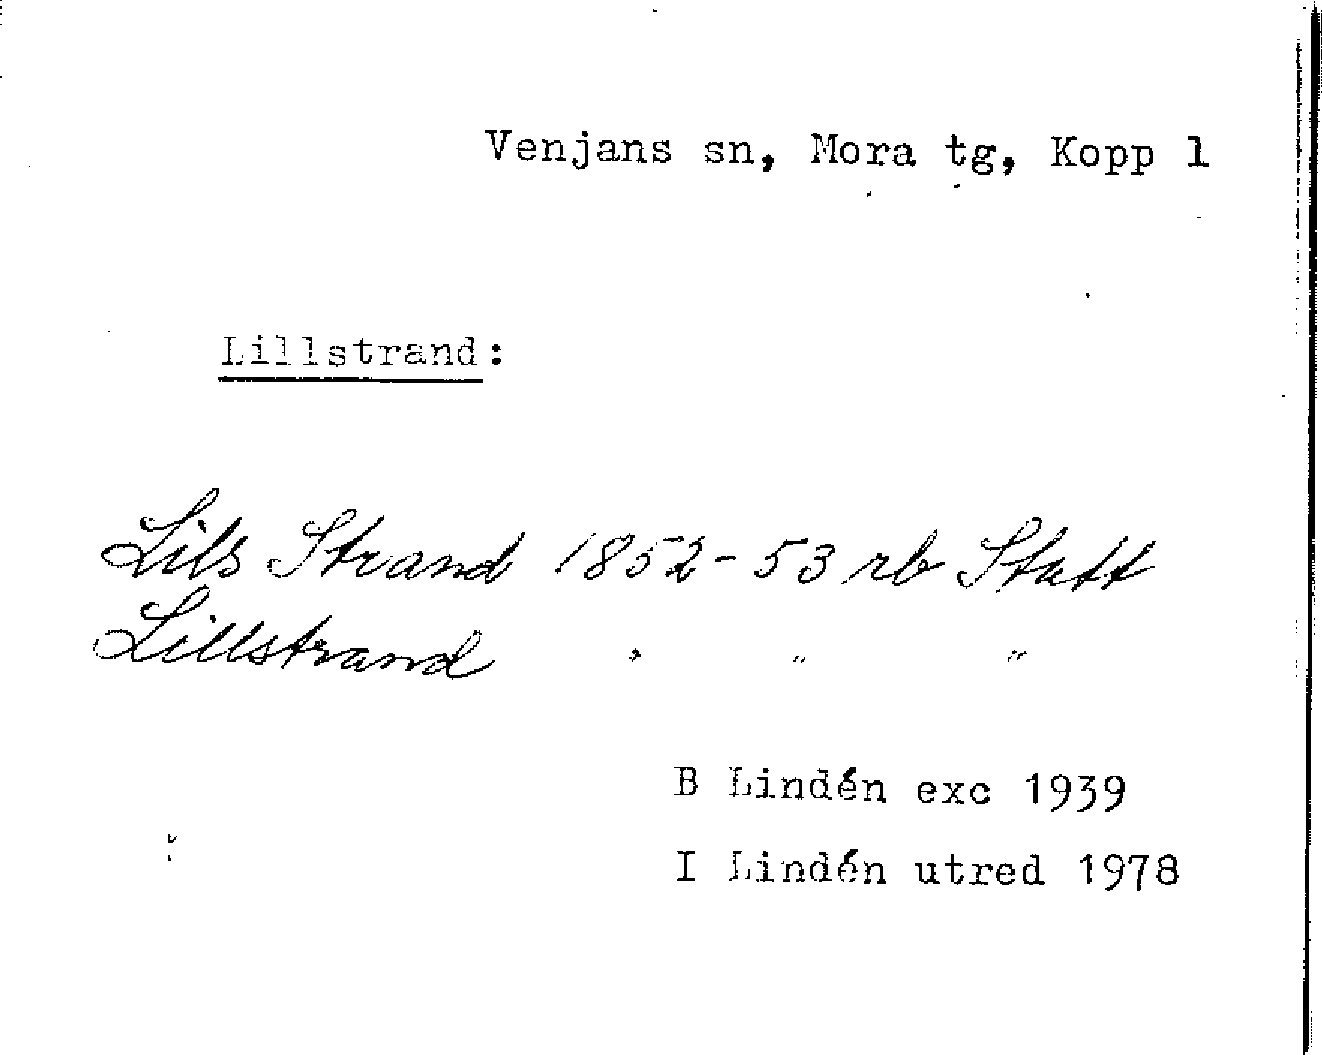 Venjans sn, Mora tg, Kopp l
Lillstrand:
Lils Strand 1852-53 rb Statt
Lillstrand " " "
B Lindén exc 1939
I Lindén utred 1978